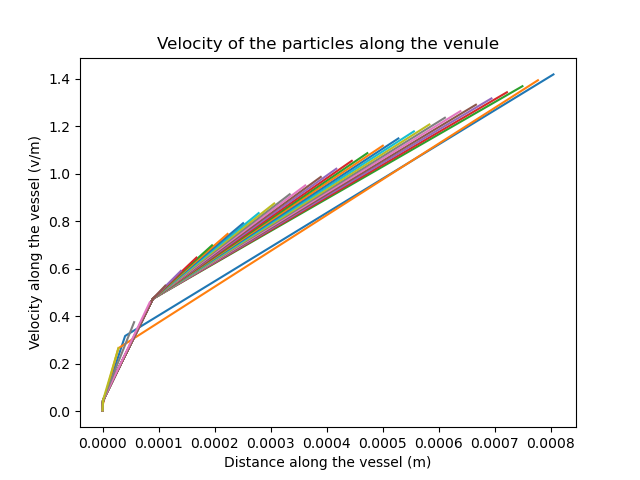 Velocity of the particles along the venule
1.4
1.2
1.0
0.8
0.6
0.4
0.2
0.0
Velocity along the vessel (v/m)
0.0000 0.0001 0.0002 0.0003 0.0004 0.0005 0.0006 0.0007 0.0008
Distance along the vessel (m)